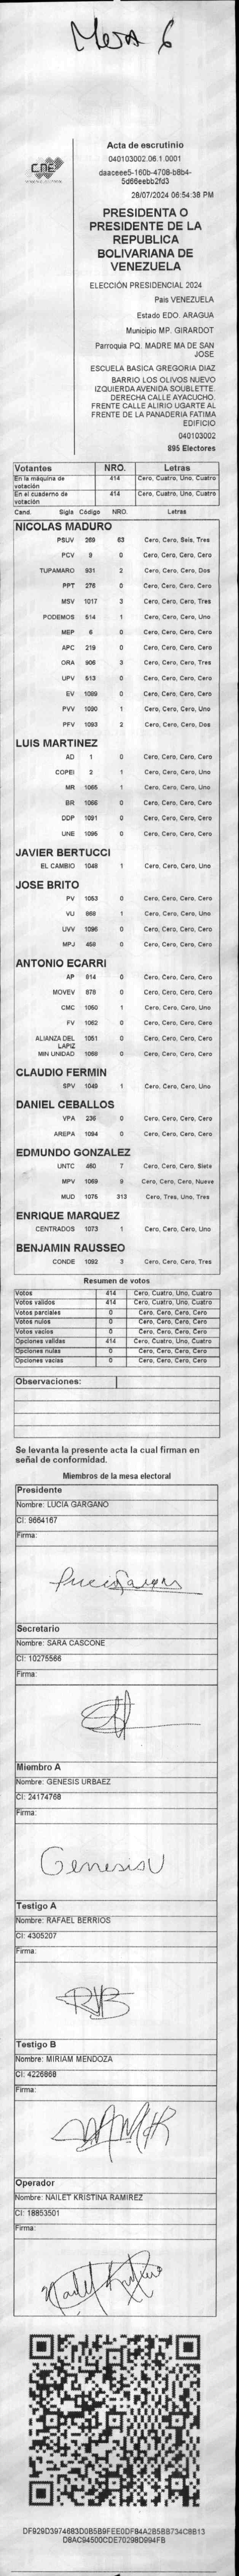 Mesa 6
CNE
Acta de escrutinio
040103002.06.1.0001
daaceee5-160b-4708-b8b4-
5d66eebb2fd3
28/07/2024 06:54:38 PM
PRESIDENTA O
PRESIDENTE DE LA
REPUBLICA
BOLIVARIANA DE
VENEZUELA
ELECCIÓN PRESIDENCIAL 2024
País VENEZUELA
Estado EDO. ARAGUA
Municipio MP. GIRARDOT
Parroquia PQ. MADRE MA DE SAN
JOSE
ESCUELA BASICA GREGORIA DIAZ
BARRIO LOS OLIVOS NUEVO
IZQUIERDA AVENIDA SOUBLETTE.
DERECHA CALLE AYACUCHO.
FRENTE CALLE ALIRIO UGARTE AL
FRENTE DE LA PANADERIA FATIMA
EDIFICIO
040103002
895 Electores
Votantes NRO. Letras
En la máquina de votación 414 Cero, Cuatro, Uno, Cuatro
En el cuaderno de votación 414 Cero, Cuatro, Uno, Cuatro
Cand. Sigla Código NRO. Letras
NICOLAS MADURO
PSUV 269 63 Cero, Cero, Seis, Tres
PCV 9 0 Cero, Cero, Cero, Cero
TUPAMARO 931 2 Cero, Cero, Cero, Dos
PPT 276 0 Cero, Cero, Cero, Cero
MSV 1017 3 Cero, Cero, Cero, Tres
PODEMOS 514 1 Cero, Cero, Cero, Uno
MEP 6 0 Cero, Cero, Cero, Cero
APC 219 0 Cero, Cero, Cero, Cero
ORA 906 3 Cero, Cero, Cero, Tres
UPV 513 0 Cero, Cero, Cero, Cero
EV 1089 0 Cero, Cero, Cero, Cero
PVV 1090 1 Cero, Cero, Cero, Uno
PFV 1093 2 Cero, Cero, Cero, Dos
LUIS MARTINEZ
AD 1 0 Cero, Cero, Cero, Cero
COPEI 2 1 Cero, Cero, Cero, Uno
MR 1065 1 Cero, Cero, Cero, Uno
BR 1066 0 Cero, Cero, Cero, Cero
DDP 1091 0 Cero, Cero, Cero, Cero
UNE 1095 0 Cero, Cero, Cero, Cero
JAVIER BERTUCCI
EL CAMBIO 1048 1 Cero, Cero, Cero, Uno
JOSE BRITO
PV 1053 0 Cero, Cero, Cero, Cero
VU 968 1 Cero, Cero, Cero, Uno
UVV 1096 0 Cero, Cero, Cero, Cero
MPJ 458 0 Cero, Cero, Cero, Cero
ANTONIO ECARRI
AP 814 0 Cero, Cero, Cero, Cero
MOVEV 878 0 Cero, Cero, Cero, Cero
CMC 1050 1 Cero, Cero, Cero, Uno
FV 1062 0 Cero, Cero, Cero, Cero
ALIANZA DEL LAPIZ 1051 0 Cero, Cero, Cero, Cero
MIN UNIDAD 1068 0 Cero, Cero, Cero, Cero
CLAUDIO FERMIN
SPV 1049 1 Cero, Cero, Cero, Uno
DANIEL CEBALLOS
VPA 236 0 Cero, Cero, Cero, Cero
AREPA 1094 0 Cero, Cero, Cero, Cero
EDMUNDO GONZALEZ
UNTC 460 7 Cero, Cero, Cero, Siete
MPV 1069 9 Cero, Cero, Cero, Nueve
MUD 1075 313 Cero, Tres, Uno, Tres
ENRIQUE MARQUEZ
CENTRADOS 1073 1 Cero, Cero, Cero, Uno
BENJAMIN RAUSSEO
CONDE 1092 3 Cero, Cero, Cero, Tres
Resumen de votos
Votos 414 Cero, Cuatro, Uno, Cuatro
Votos validos 414 Cero, Cuatro, Uno, Cuatro
Votos parciales 0 Cero, Cero, Cero, Cero
Votos nulos 0 Cero, Cero, Cero, Cero
Votos vacíos 0 Cero, Cero, Cero, Cero
Opciones validas 414 Cero, Cuatro, Uno, Cuatro
Opciones nulas 0 Cero, Cero, Cero, Cero
Opciones vacías 0 Cero, Cero, Cero, Cero
Observaciones:
Se levanta la presente acta la cual firman en
señal de conformidad.
Miembros de la mesa electoral
Presidente
Nombre: LUCIA GARGANO
CI: 9664167
Firma:
Secretario
Nombre: SARA CASCONE
CI: 10275566
Firma:
Miembro A
Nombre: GENESIS URBAEZ
CI: 24174768
Firma:
Genesis U
Testigo A
Nombre: RAFAEL BERRIOS
CI: 4305207
Firma:
RVB
Testigo B
Nombre: MIRIAM MENDOZA
CI: 4226868
Firma:
Operador
Nombre: NAILET KRISTINA RAMIREZ
CI: 18853501
Firma:
DF929D3974683D0B5B9FEE0DF84A2B5BB734C8B13
D8AC94500CDE70298D994FB